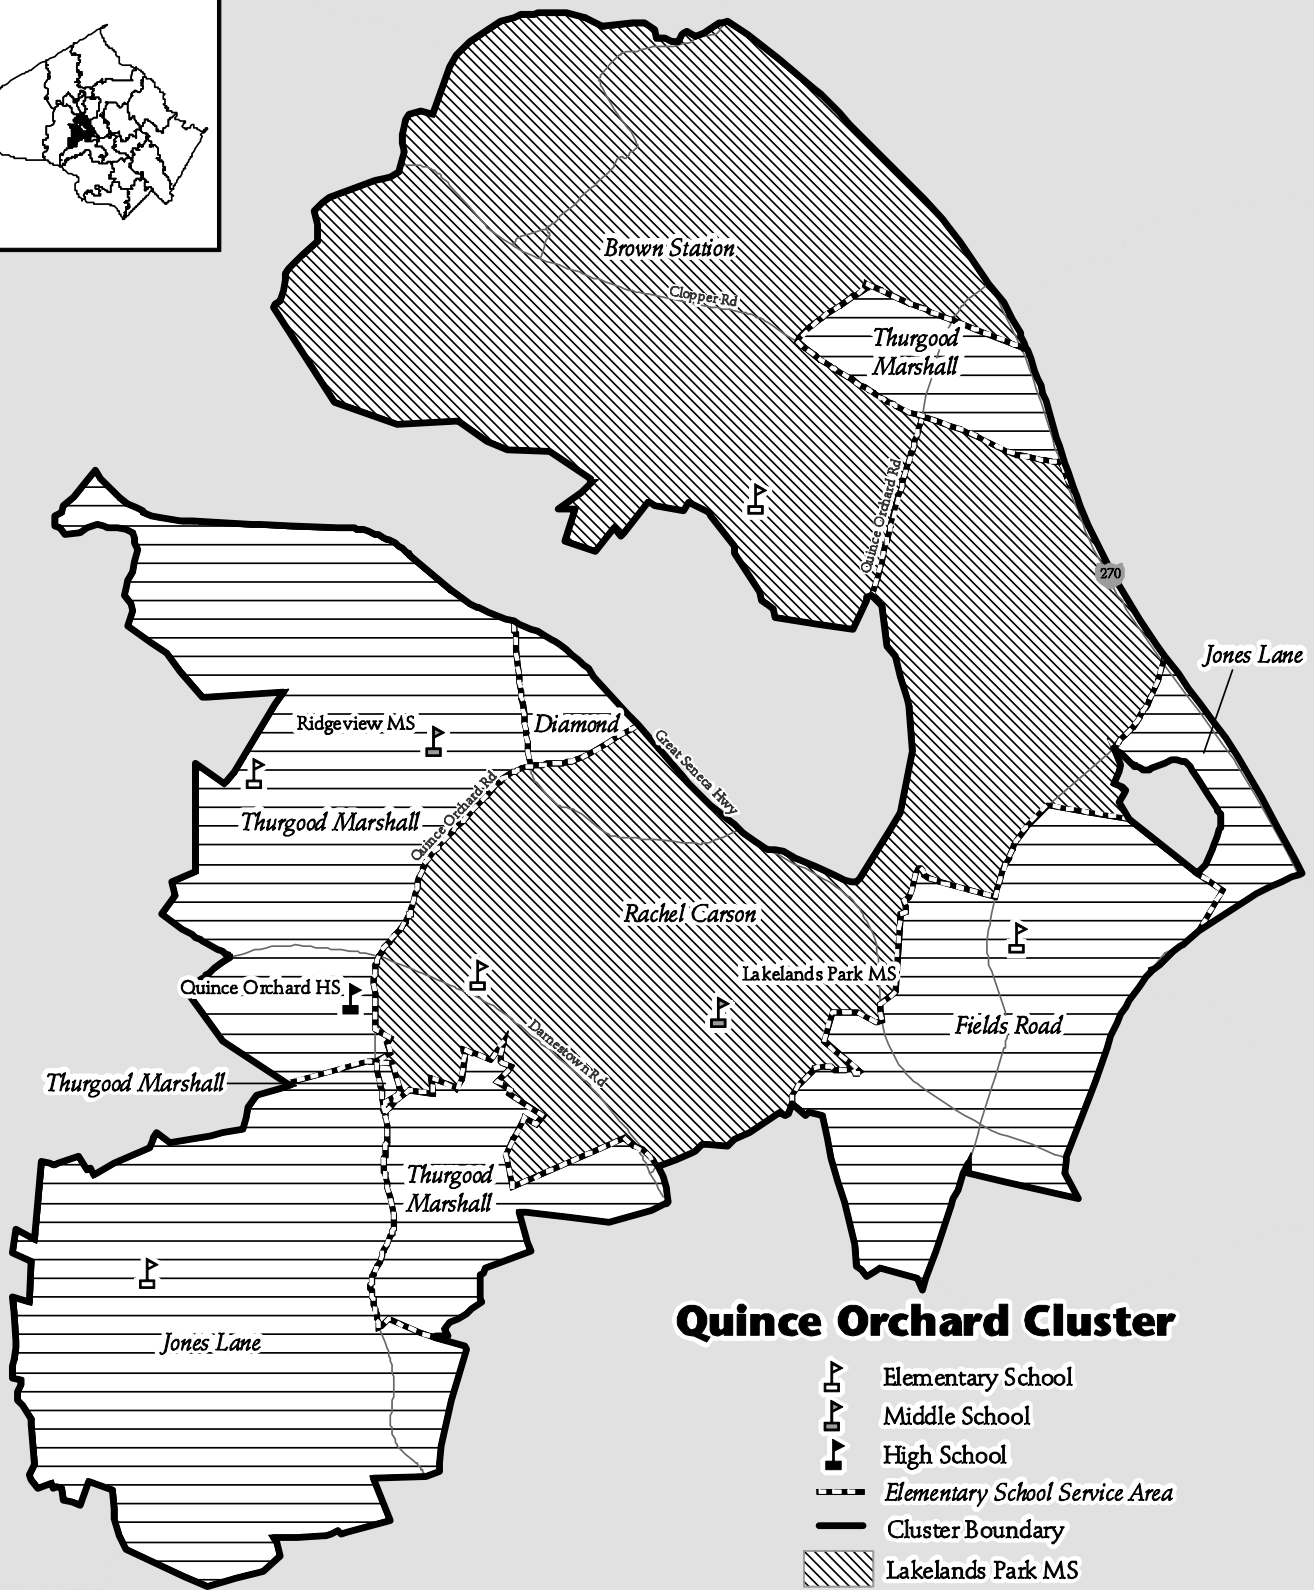 Brown Station
Clopper Rd
Thurgood
Marshall
Quince Orchard Rd
270
Jones Lane
Ridgeview MS
Diamond
Great Seneca Hwy
Quince Orchard Rd
Thurgood Marshall
Rachel Carson
Lakelands Park MS
Quince Orchard HS
Fields Road
Darnestown Rd
Thurgood Marshall
Thurgood
Marshall
Jones Lane
Quince Orchard Cluster
Elementary School
Middle School
High School
Elementary School Service Area
Cluster Boundary
Lakelands Park MS